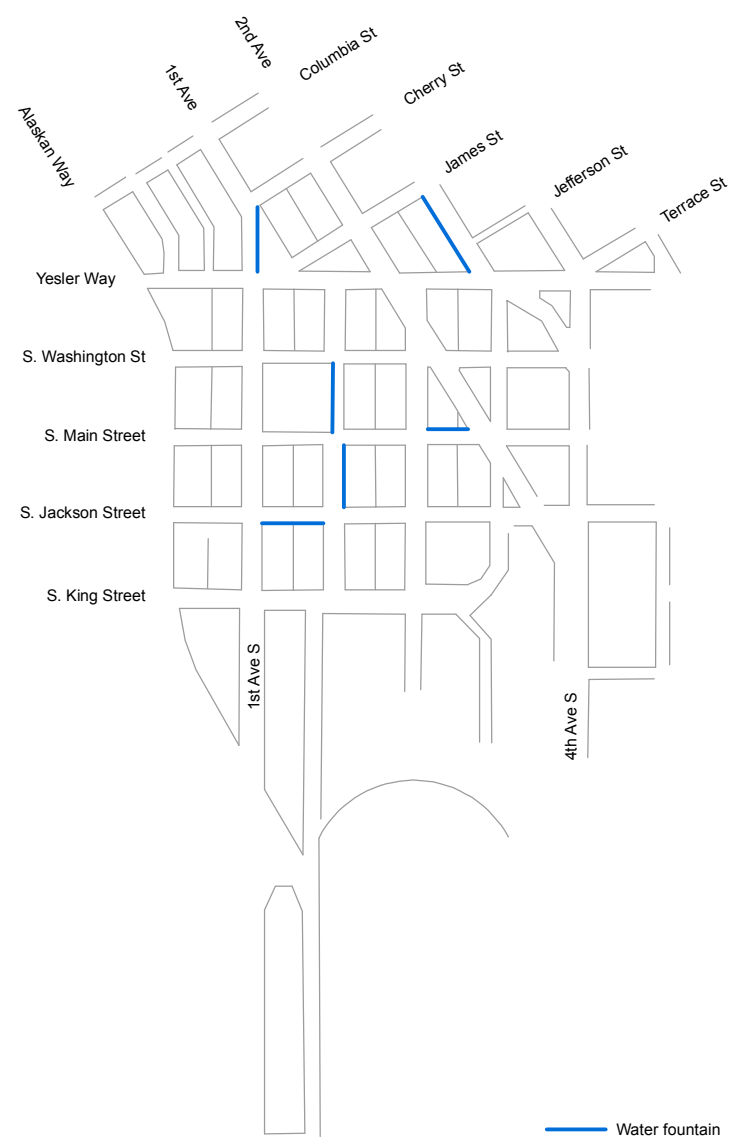 2nd Ave
Columbia St
1st Ave
Cherry St
Alaskan Way
James St
Jefferson St
Terrace St
Yesler Way
S. Washington St
S. Main Street
S. Jackson Street
S. King Street
1st Ave S
4th Ave S
Water fountain